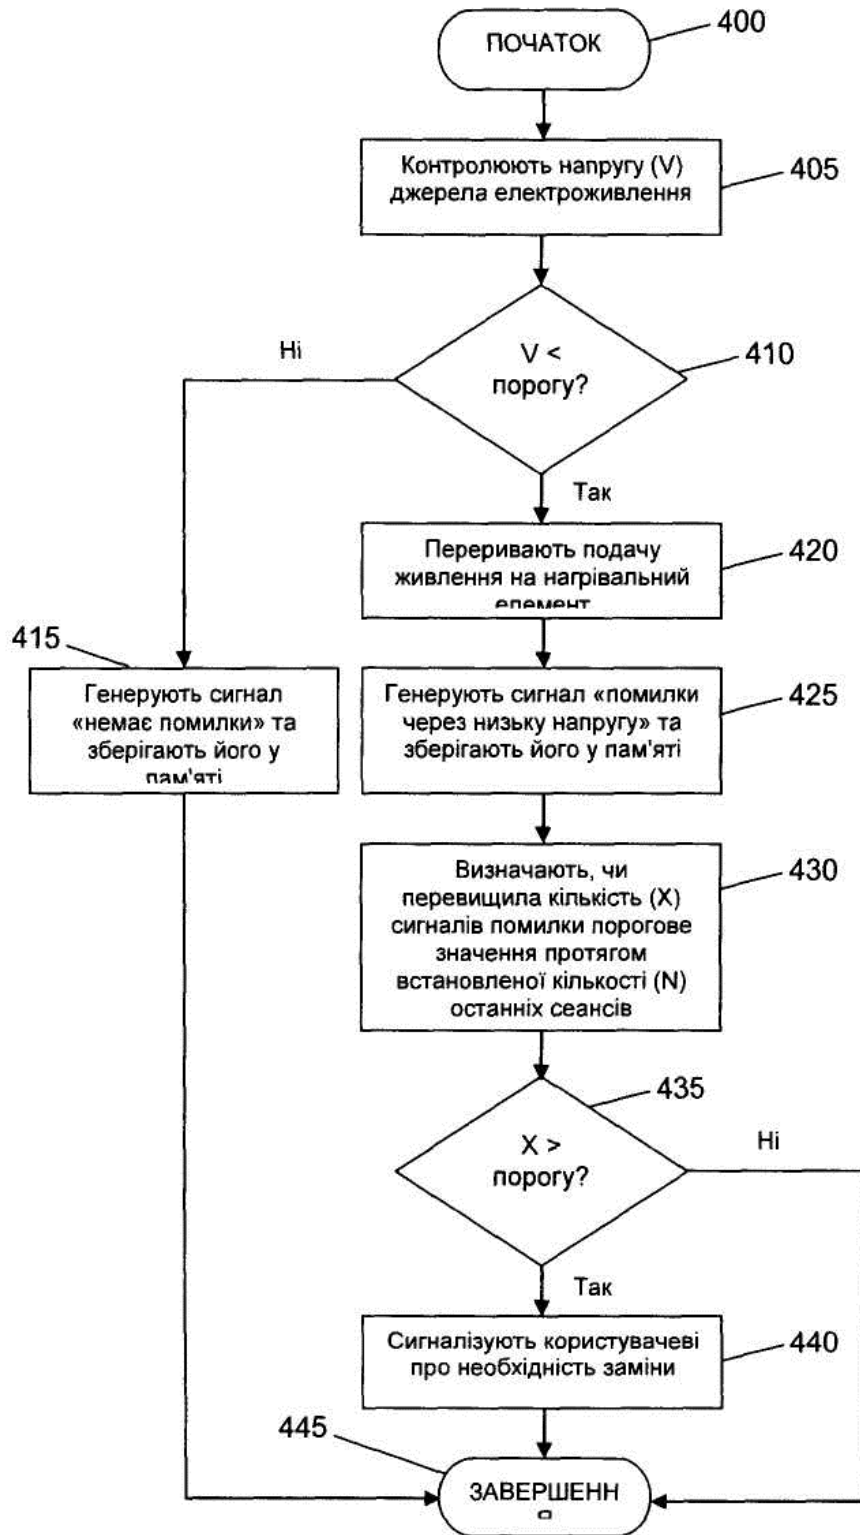 ПОЧАТОК
400
Контролюють напругу (V)
джерела електроживлення
405
V <
порогу?
410
Ні
Так
Переривають подачу
живлення на нагрівальний
елемент
420
415
Генерують сигнал
«немає помилки» та
зберігають його у
пам'яті
Генерують сигнал «помилки
через низьку напругу» та
зберігають його у пам'яті
425
Визначають, чи
перевищила кількість (X)
сигналів помилки порогове
значення протягом
встановленої кількості (N)
останніх сеансів
430
435
X >
порогу?
Ні
Так
Сигналізують користувачеві
про необхідність заміни
440
445
ЗАВЕРШЕНН
Я